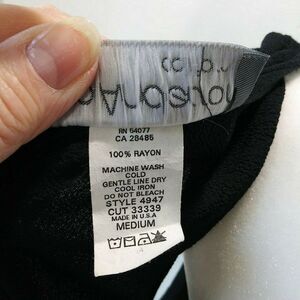 RN 64077
CA 28485
100% RAYON
MACHINE WASH
COLD
GENTLE LINE DRY
COOL IRON
DO NOT BLEACH
STYLE 4947
CUT 33339
MADE IN U.S.A
MEDIUM